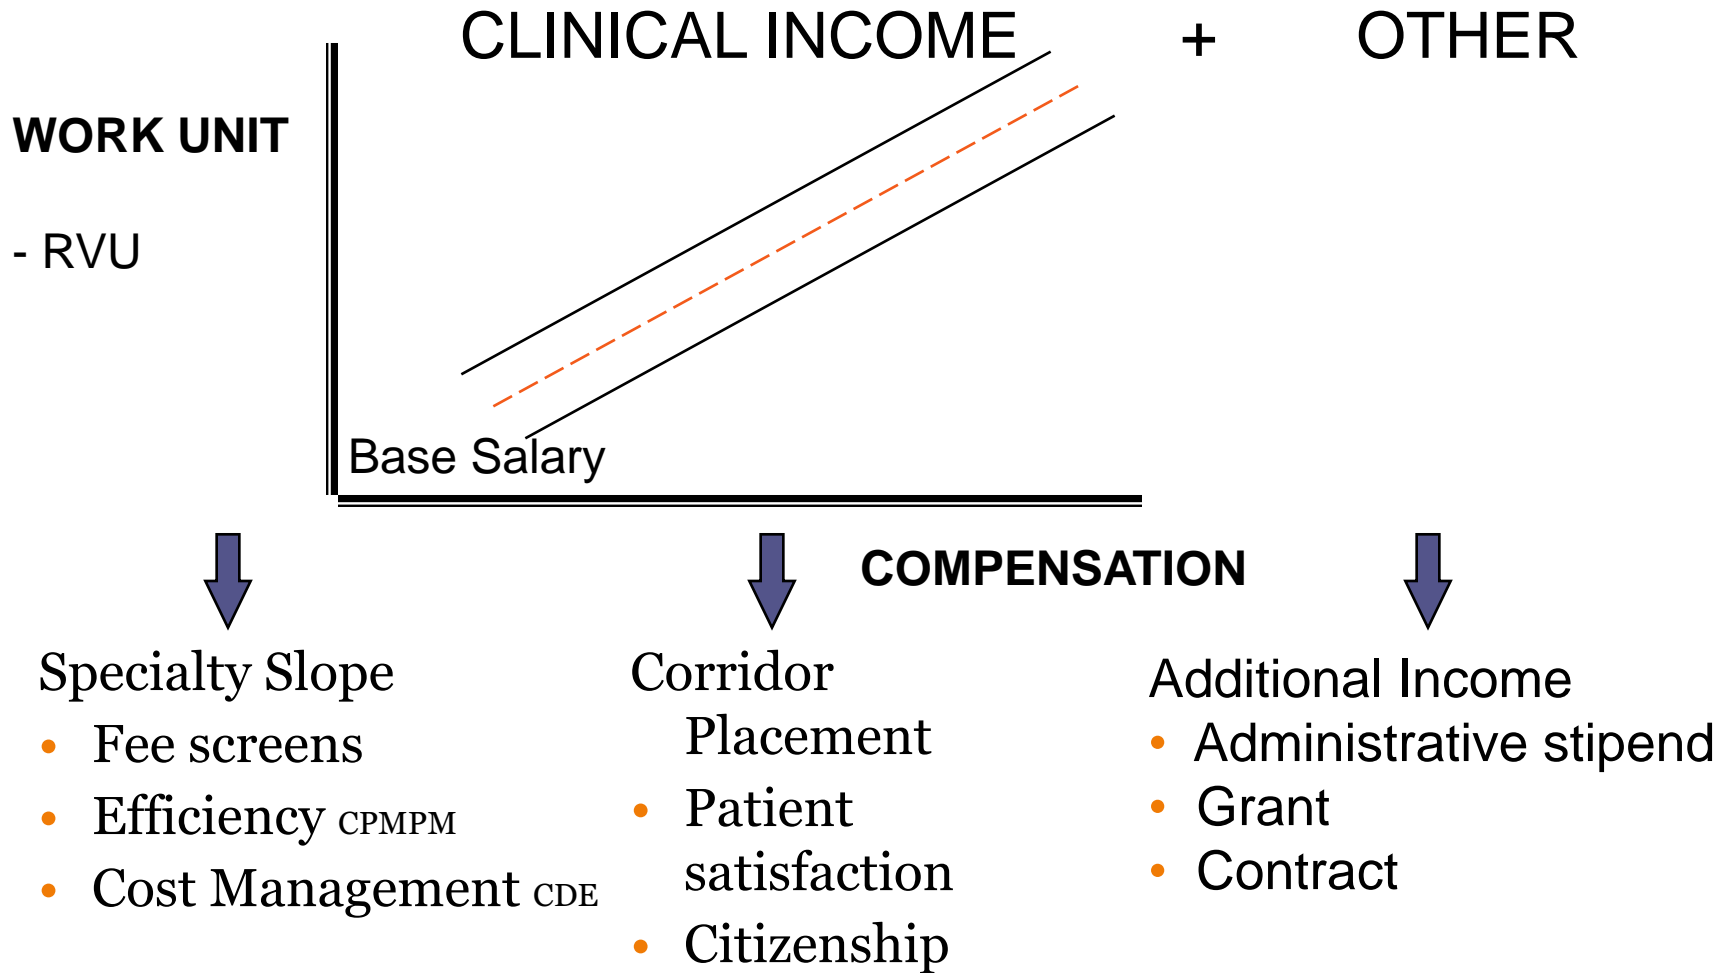 CLINICAL INCOME + OTHER
WORK UNIT
- RVU
Base Salary
COMPENSATION
Specialty Slope
• Fee screens
• Efficiency CPMPM
• Cost Management CDE
Corridor
Placement
• Patient
satisfaction
• Citizenship
Additional Income
• Administrative stipend
• Grant
• Contract